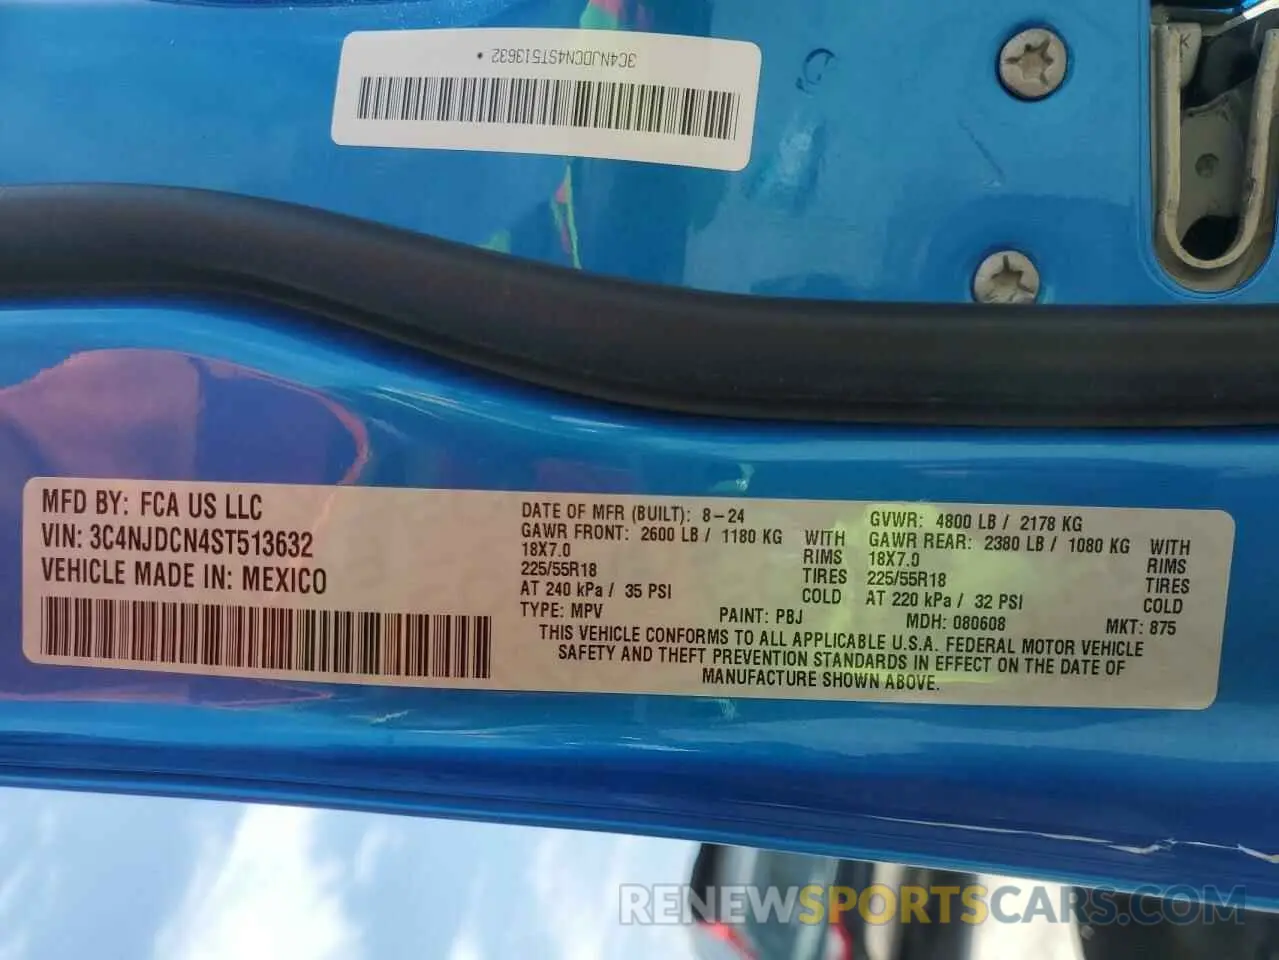 3C4NJDCN4ST513632 *
MFD BY: FCA US LLC
VIN: 3C4NJDCN4ST513632
VEHICLE MADE IN: MEXICO
DATE OF MFR (BUILT): 8-24
GAWR FRONT: 2600 LB / 1180 KG WITH
18X7.0 RIMS
225/55R18 TIRES
AT 240 kPa / 35 PSI COLD
GVWR: 4800 LB / 2178 KG
GAWR REAR: 2380 LB / 1080 KG WITH
18X7.0 RIMS
225/55R18 TIRES
AT 220 kPa / 32 PSI COLD
TYPE: MPV PAINT: PBJ MDH: 080608 MKT: 875
THIS VEHICLE CONFORMS TO ALL APPLICABLE U.S.A. FEDERAL MOTOR VEHICLE
SAFETY AND THEFT PREVENTION STANDARDS IN EFFECT ON THE DATE OF
MANUFACTURE SHOWN ABOVE.
RENEWSPORTSCARS.COM